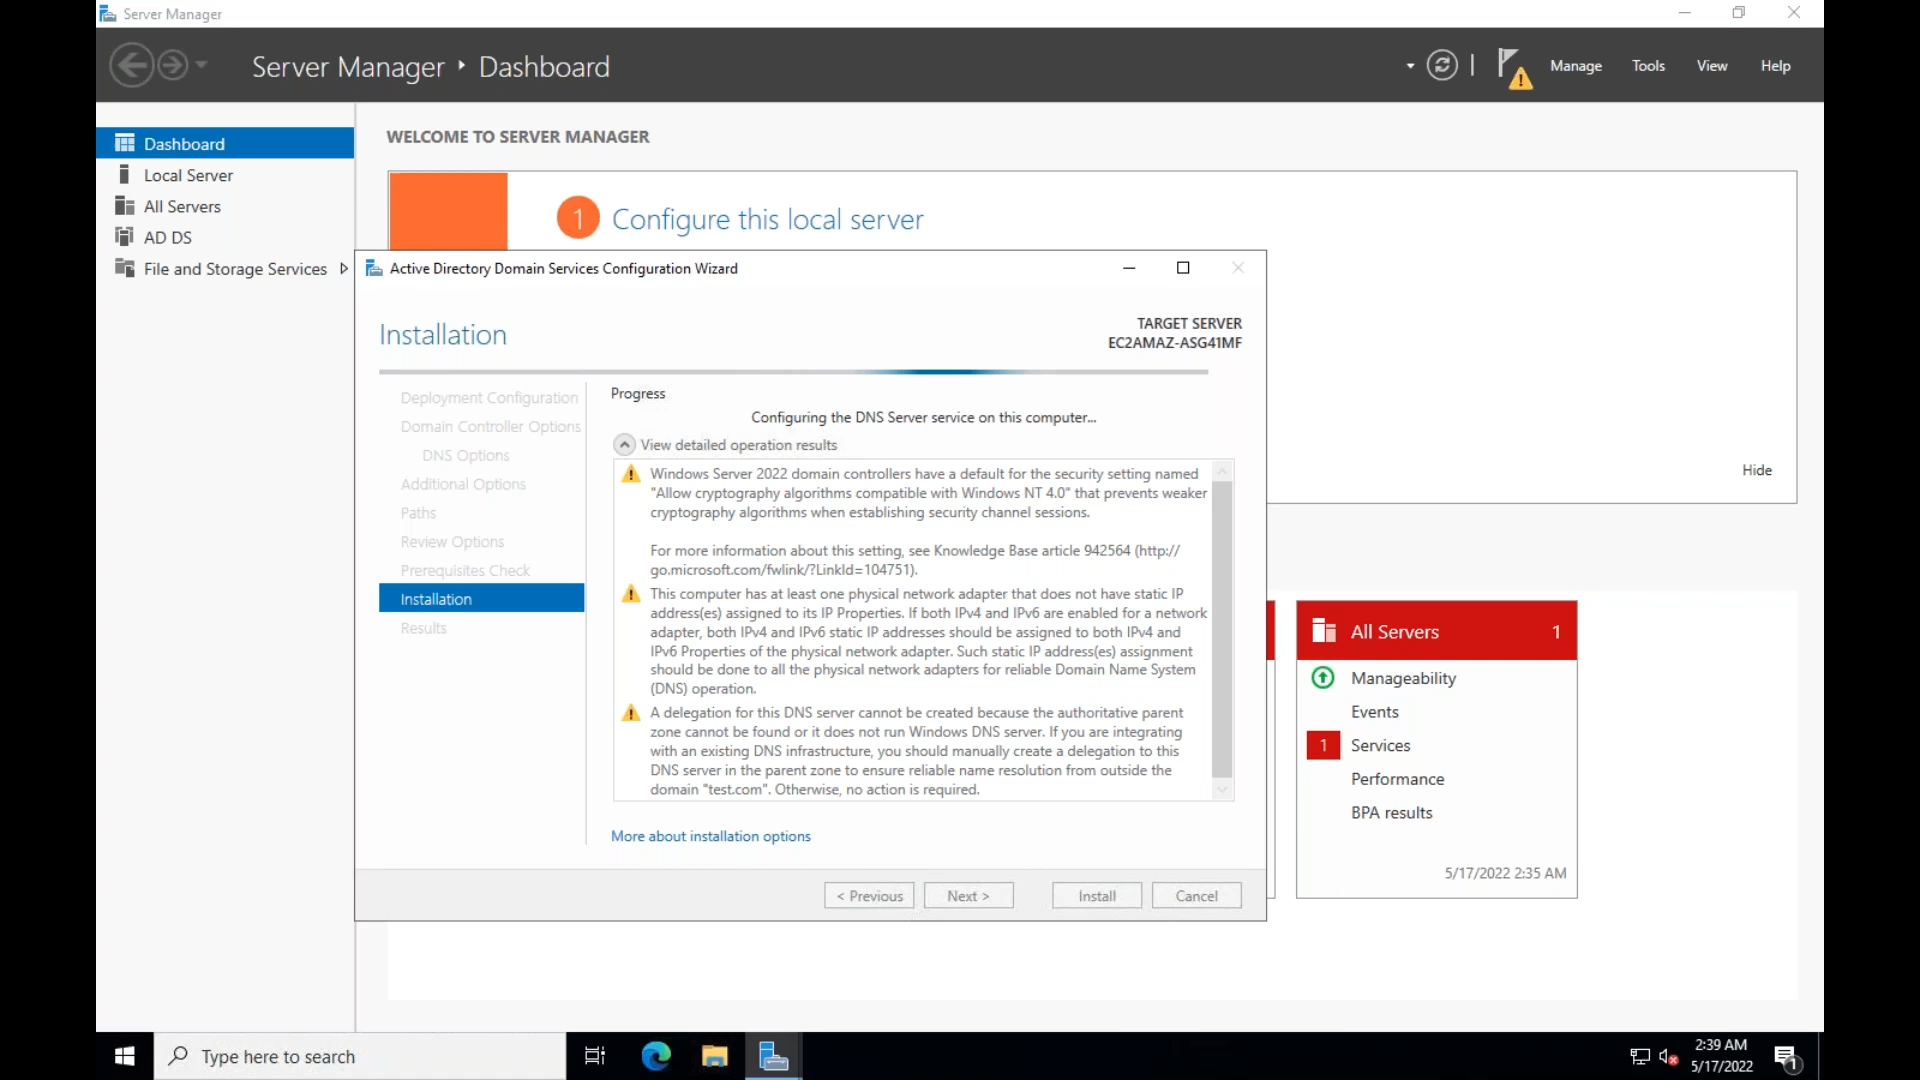 Server Manager
Server Manager ‣ Dashboard
Manage
Tools
View
Help
Dashboard
Local Server
All Servers
AD DS
File and Storage Services
WELCOME TO SERVER MANAGER
1 Configure this local server
Hide
Active Directory Domain Services Configuration Wizard
Installation
TARGET SERVER
EC2AMAZ-ASG41MF
Deployment Configuration
Domain Controller Options
DNS Options
Additional Options
Paths
Review Options
Prerequisites Check
Installation
Results
Progress
Configuring the DNS Server service on this computer...
View detailed operation results
Windows Server 2022 domain controllers have a default for the security setting named
"Allow cryptography algorithms compatible with Windows NT 4.0" that prevents weaker
cryptography algorithms when establishing security channel sessions.
For more information about this setting, see Knowledge Base article 942564 (http://
go.microsoft.com/fwlink/?LinkId=104751).
This computer has at least one physical network adapter that does not have static IP
address(es) assigned to its IP Properties. If both IPv4 and IPv6 are enabled for a network
adapter, both IPv4 and IPv6 static IP addresses should be assigned to both IPv4 and
IPv6 Properties of the physical network adapter. Such static IP address(es) assignment
should be done to all the physical network adapters for reliable Domain Name System
(DNS) operation.
A delegation for this DNS server cannot be created because the authoritative parent
zone cannot be found or it does not run Windows DNS server. If you are integrating
with an existing DNS infrastructure, you should manually create a delegation to this
DNS server in the parent zone to ensure reliable name resolution from outside the
domain "test.com". Otherwise, no action is required.
More about installation options
< Previous
Next >
Install
Cancel
All Servers 1
Manageability
Events
1 Services
Performance
BPA results
5/17/2022 2:35 AM
Type here to search
2:39 AM
5/17/2022
1